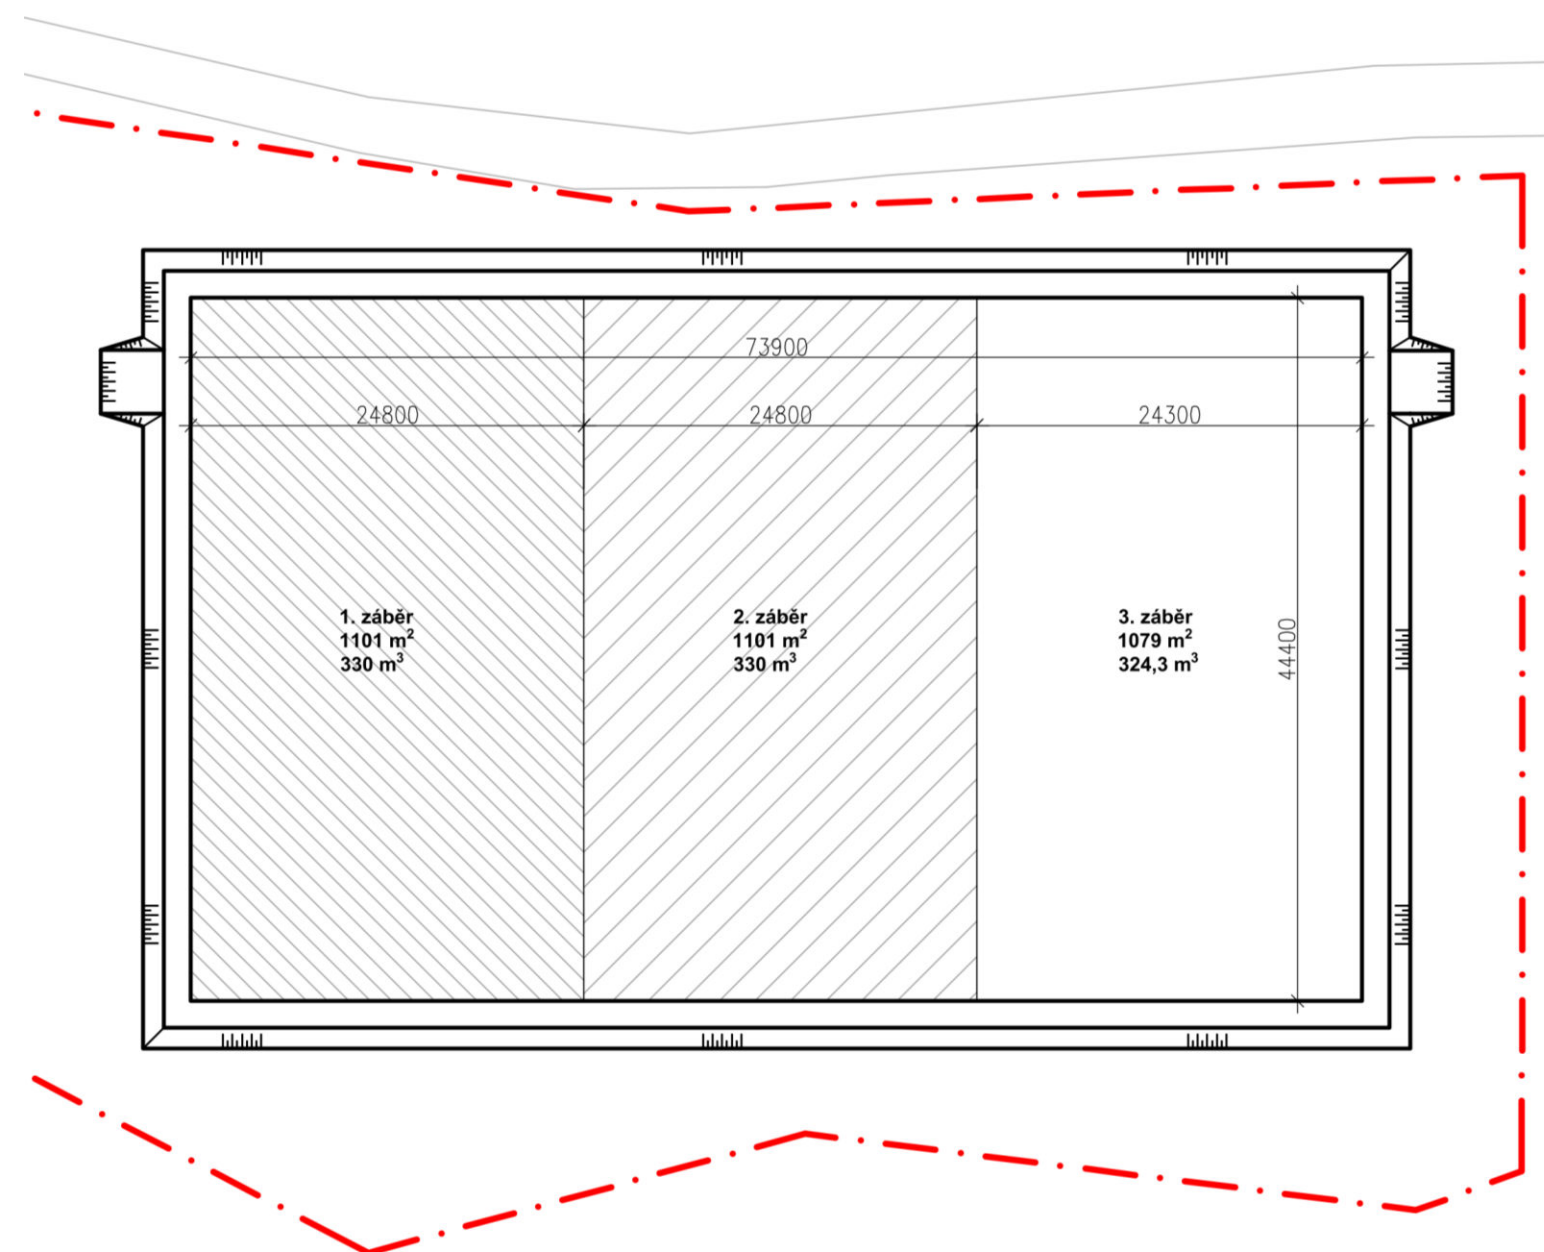 73900
24800
24800
24300
1. záběr
1101 m²
330 m³
2. záběr
1101 m²
330 m³
3. záběr
1079 m²
324,3 m³
44400